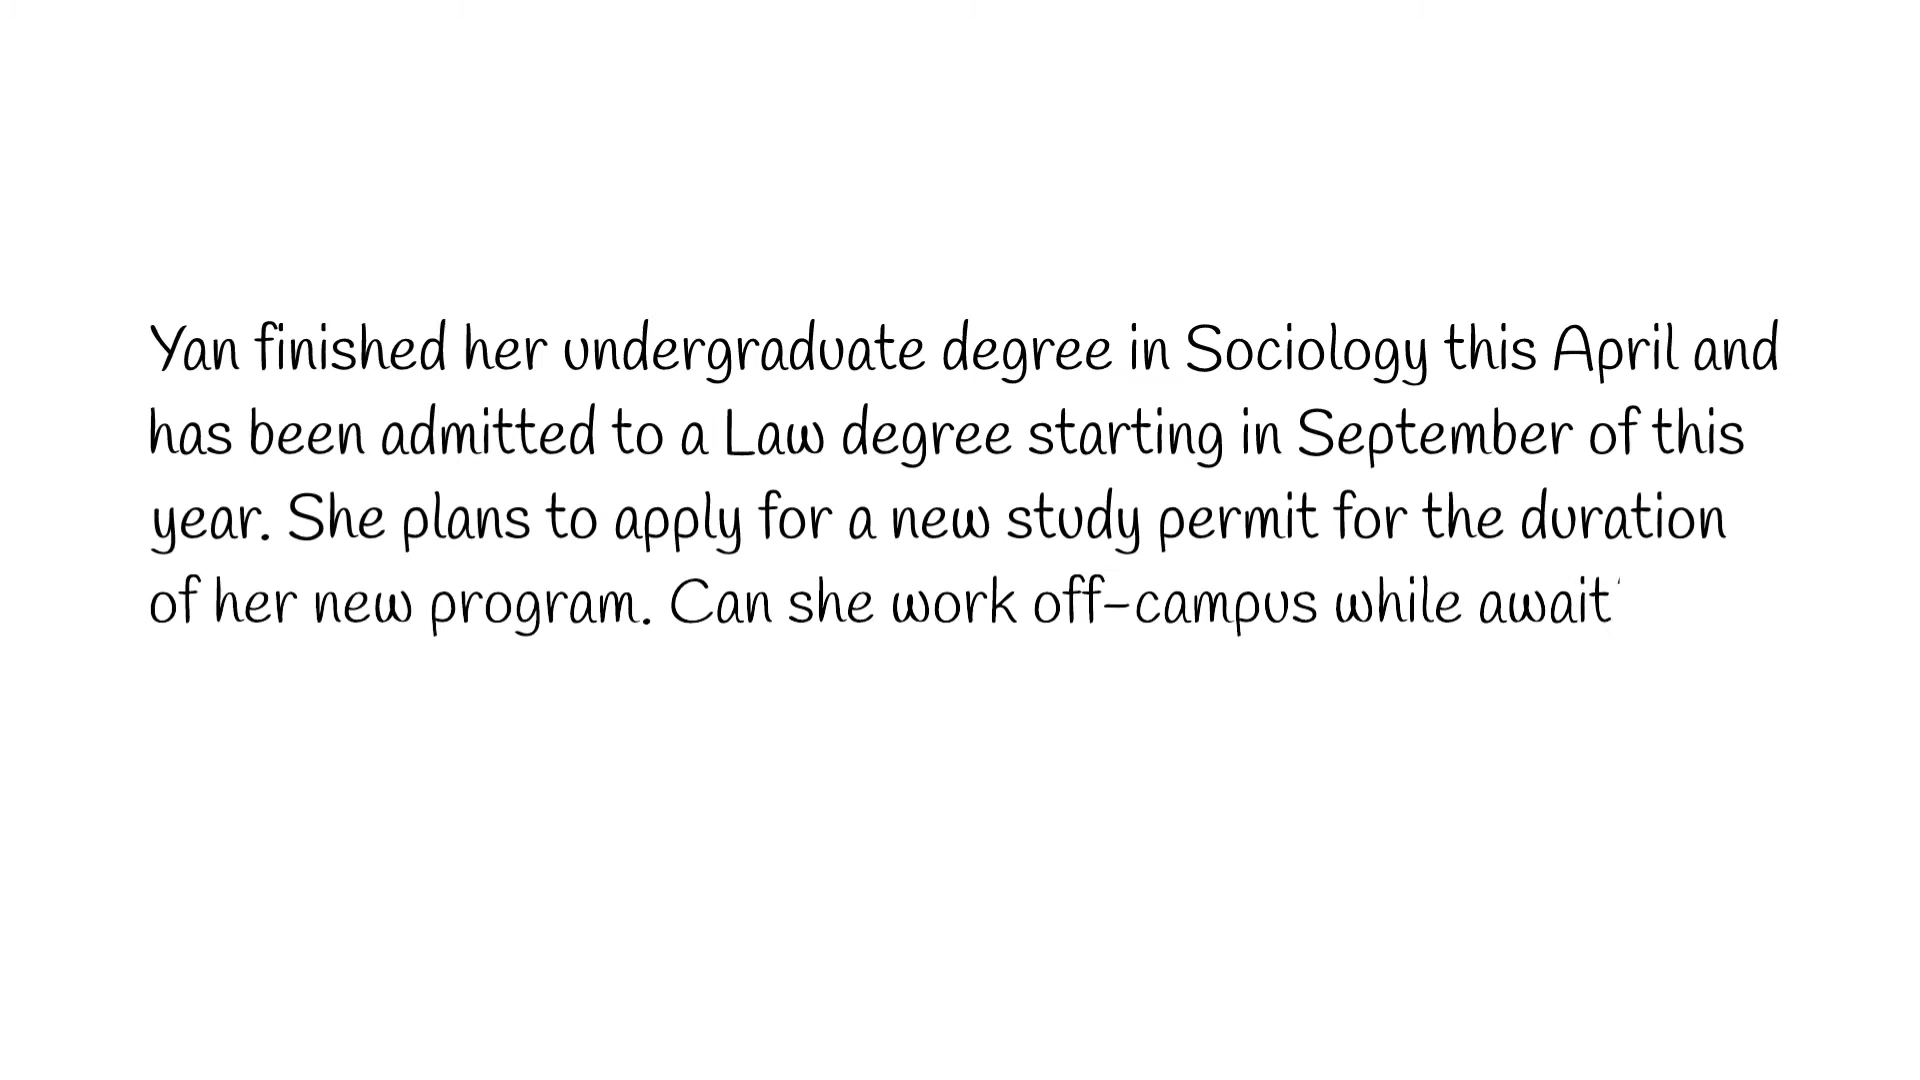 Yan finished her undergraduate degree in Sociology this April and
has been admitted to a Law degree starting in September of this
year. She plans to apply for a new study permit for the duration
of her new program. Can she work off-campus while await